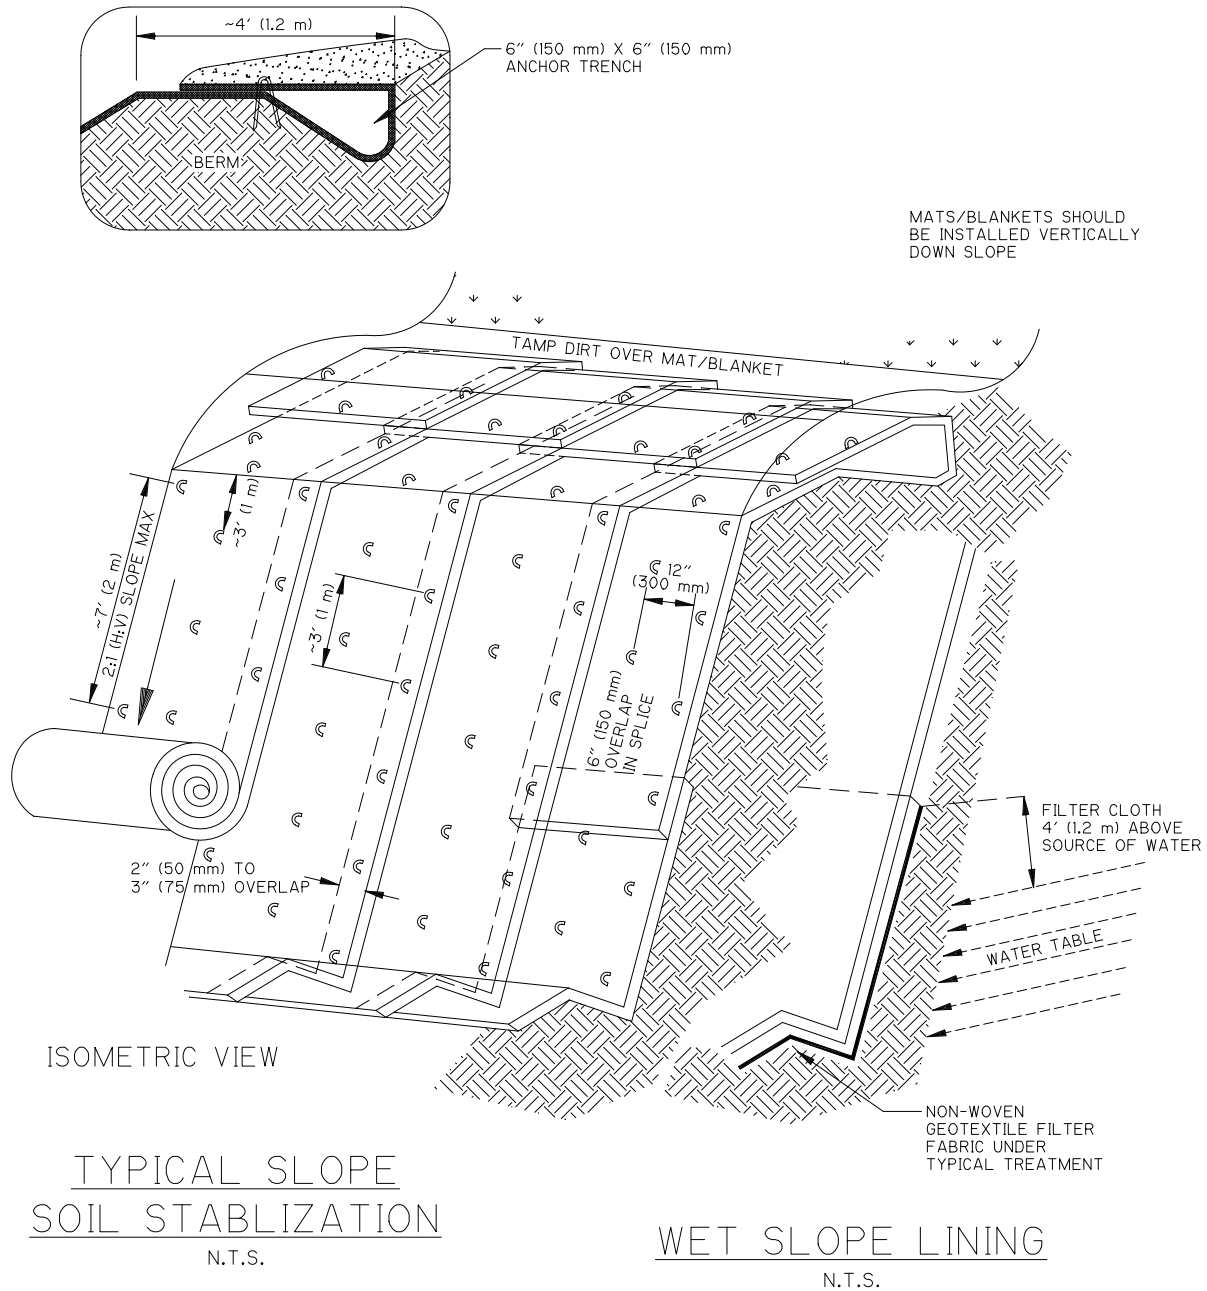 ~4' (1.2 m)
6" (150 mm) X 6" (150 mm)
ANCHOR TRENCH
BERM
MATS/BLANKETS SHOULD
BE INSTALLED VERTICALLY
DOWN SLOPE
TAMP DIRT OVER MAT/BLANKET
~3' (1 m)
~7' (2 m)
2:1 (H:V) SLOPE MAX
~3' (1 m)
12"
(300 mm)
6" (150 mm)
OVERLAP
IN SPLICE
2" (50 mm) TO
3" (75 mm) OVERLAP
FILTER CLOTH
4' (1.2 m) ABOVE
SOURCE OF WATER
WATER TABLE
ISOMETRIC VIEW
NON-WOVEN
GEOTEXTILE FILTER
FABRIC UNDER
TYPICAL TREATMENT
TYPICAL SLOPE
SOIL STABLIZATION
N.T.S.
WET SLOPE LINING
N.T.S.